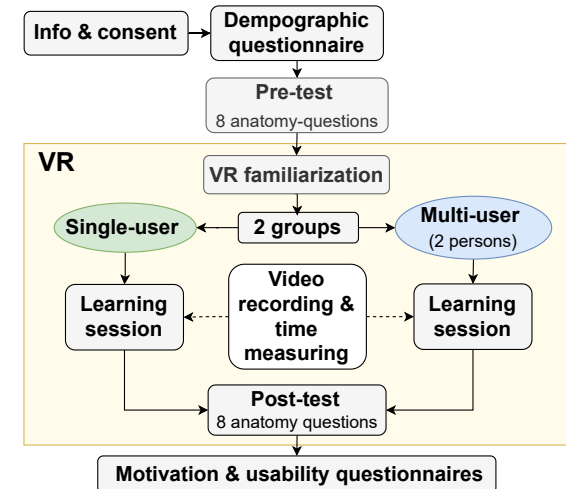 Info & consent
Dempographic
questionnaire
Pre-test
8 anatomy-questions
VR
VR familiarization
Single-user
2 groups
Multi-user
(2 persons)
Learning
session
Video
recording &
time
measuring
Learning
session
Post-test
8 anatomy questions
Motivation & usability questionnaires